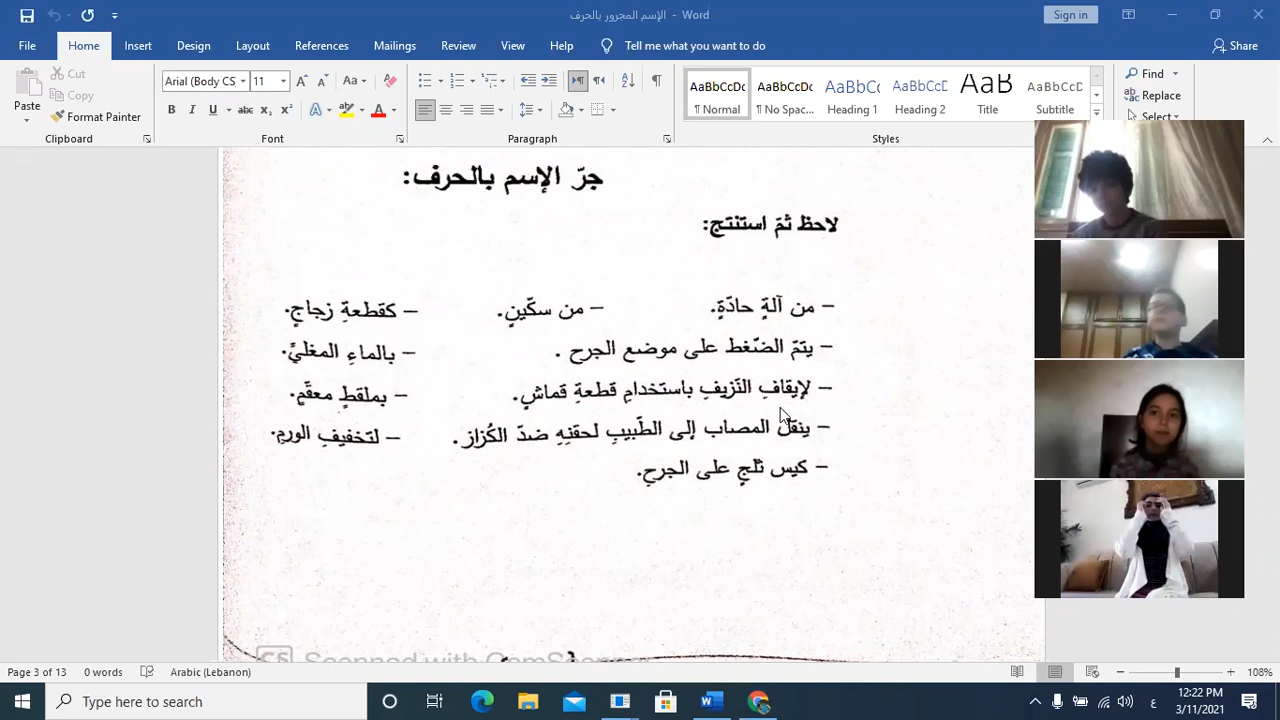 الإسم المجرور بالحرف - Word
Sign in
File Home Insert Design Layout References Mailings Review View Help Tell me what you want to do Share
Paste
Cut
Copy
Format Painter
Clipboard
Arial (Body CS) 11
Font
Paragraph
AaBbCcDc AaBbCcDc AaBbCc AaBbCcC AaB AaBbCcD
¶ Normal ¶ No Spac... Heading 1 Heading 2 Title Subtitle
Styles
Find
Replace
Select
جرّ الإسم بالحرف:
لاحظ ثمّ استنتج:
– من آلةٍ حادّةٍ. – من سكّينٍ. – كقطعةِ زجاجٍ.
– يتمّ الضّغط على موضع الجرح . – بالماءِ المغليِّ.
– لإيقافِ النّزيفِ باستخدامِ قطعةِ قماشٍ. – بملقطٍ معقّمٍ.
– ينقل المصاب إلى الطّبيبِ لحقنِهِ ضدّ الكُزاز. – لتخفيفِ الورمِ.
– كيس ثلجٍ على الجرحِ.
Scanned with CamScanner
Page 3 of 13 0 words Arabic (Lebanon) 108%
Type here to search
ع
12:22 PM
3/11/2021